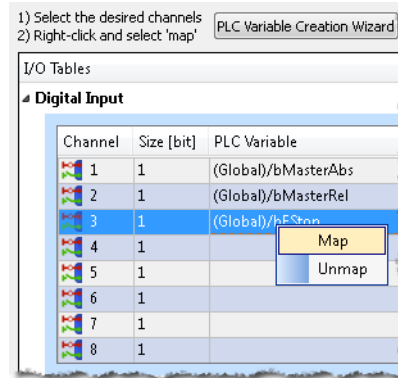 1) Select the desired channels
2) Right-click and select 'map'
PLC Variable Creation Wizard
I/O Tables
Digital Input
Channel Size [bit] PLC Variable
1 1 (Global)/bMasterAbs
2 1 (Global)/bMasterRel
3 1 (Global)/bEStop
Map
4 1
Unmap
5 1
6 1
7 1
8 1